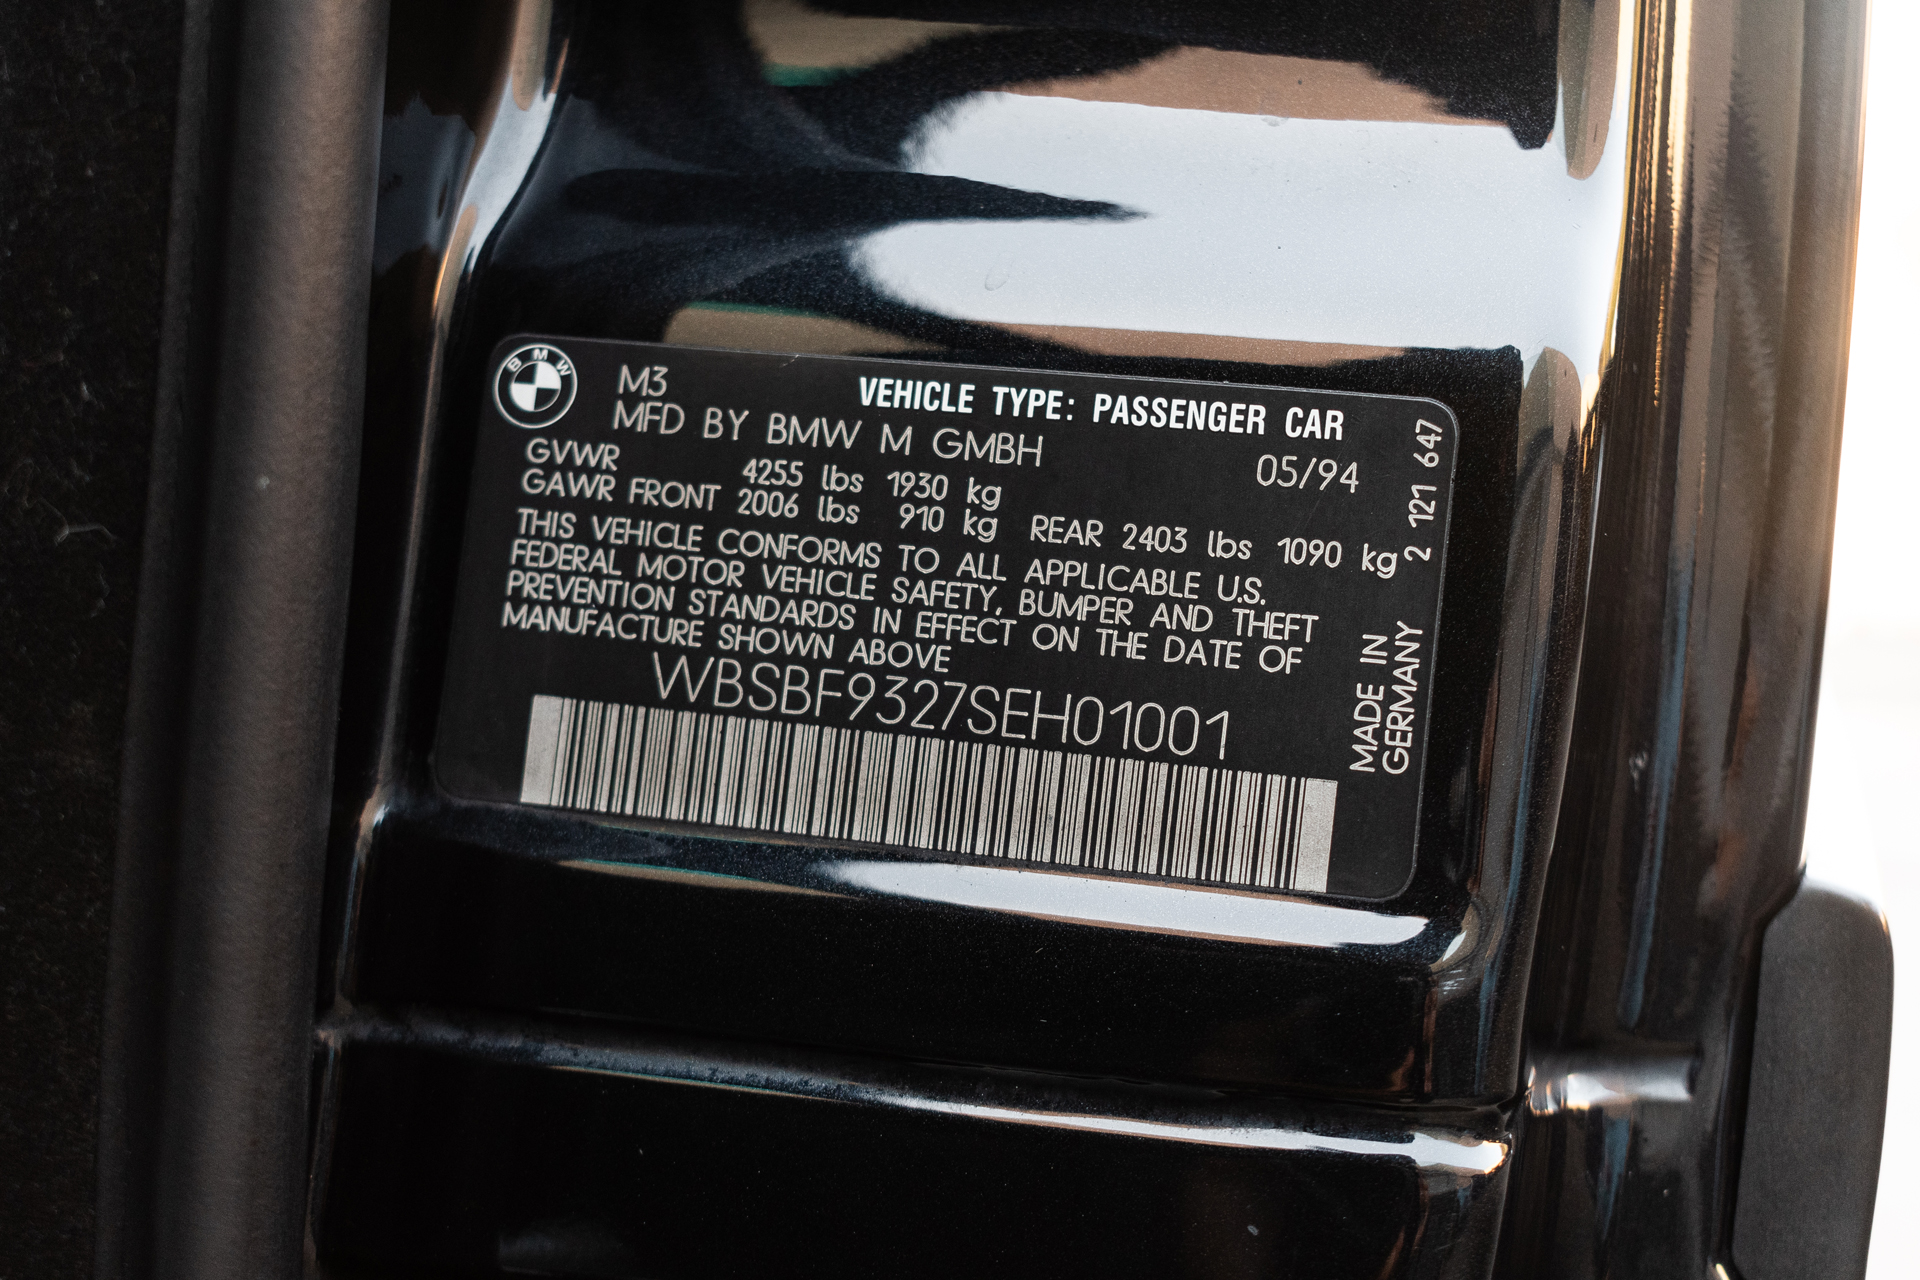 BMW
M3
VEHICLE TYPE: PASSENGER CAR
MFD BY BMW M GMBH
05/94
GVWR 4255 lbs 1930 kg
GAWR FRONT 2006 lbs 910 kg REAR 2403 lbs 1090 kg
THIS VEHICLE CONFORMS TO ALL APPLICABLE U.S.
FEDERAL MOTOR VEHICLE SAFETY, BUMPER AND THEFT
PREVENTION STANDARDS IN EFFECT ON THE DATE OF
MANUFACTURE SHOWN ABOVE
WBSBF9327SEH01001
2 121 647
MADE IN
GERMANY